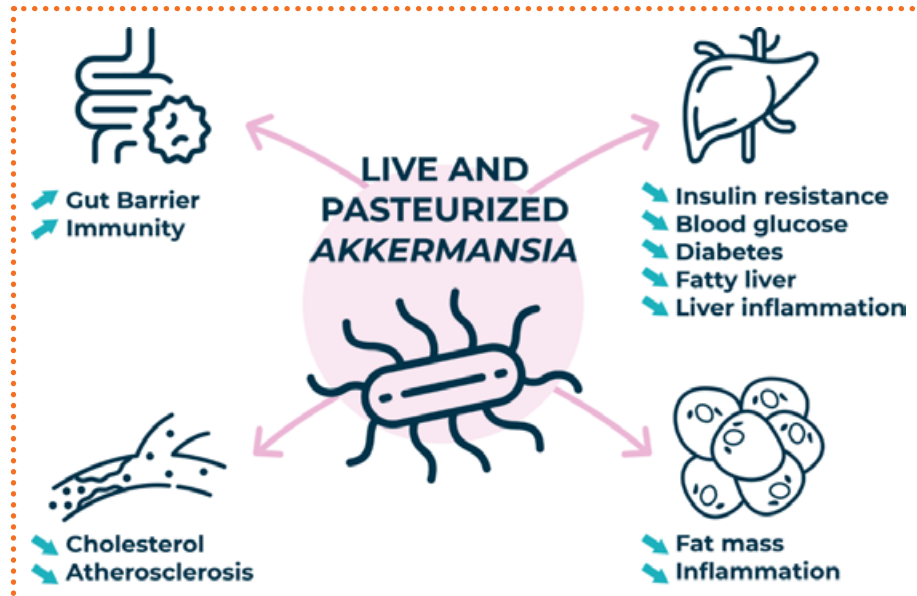 LIVE AND
PASTEURIZED
AKKERMANSIA
Gut Barrier
Immunity
Insulin resistance
Blood glucose
Diabetes
Fatty liver
Liver inflammation
Cholesterol
Atherosclerosis
Fat mass
Inflammation